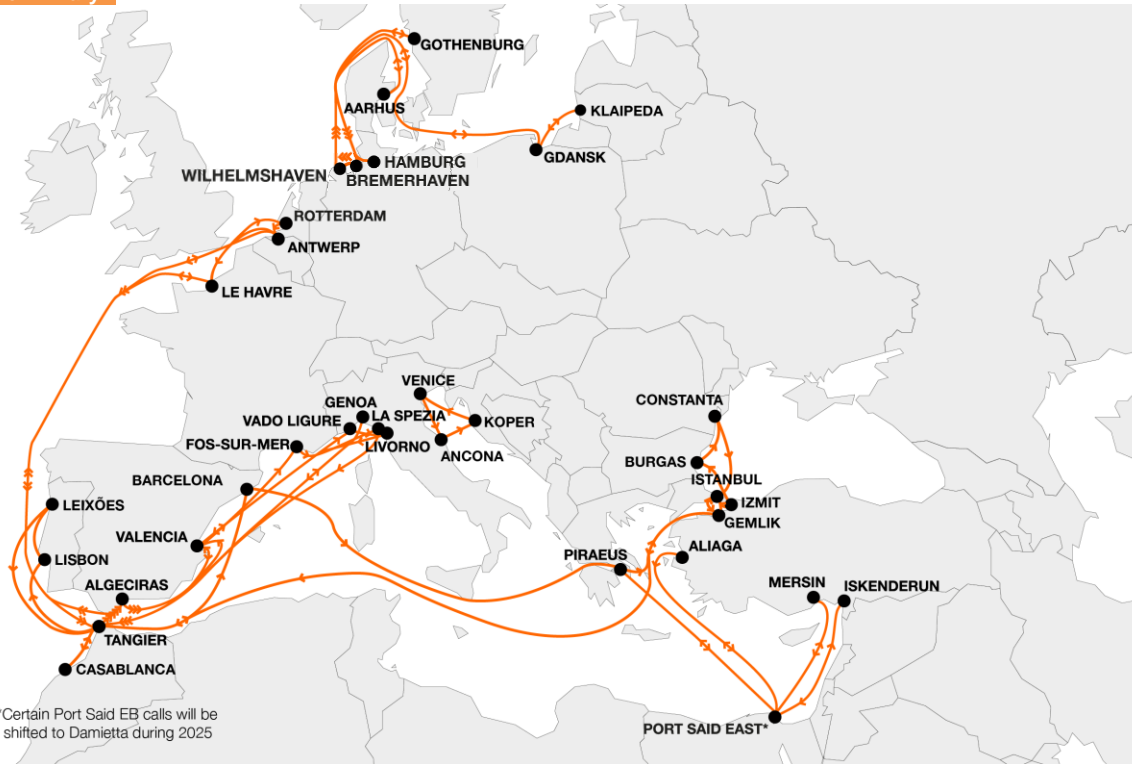 GOTHENBURG
AARHUS
KLAIPEDA
GDANSK
HAMBURG
WILHELMSHAVEN
BREMERHAVEN
ROTTERDAM
ANTWERP
LE HAVRE
VENICE
GENOA
LA SPEZIA
VADO LIGURE
KOPER
CONSTANTA
FOS-SUR-MER
LIVORNO
ANCONA
BURGAS
BARCELONA
ISTANBUL
LEIXÕES
IZMIT
GEMLIK
VALENCIA
ALIAGA
LISBON
PIRAEUS
ALGECIRAS
MERSIN
ISKENDERUN
TANGIER
CASABLANCA
*Certain Port Said EB calls will be
shifted to Damietta during 2025
PORT SAID EAST*